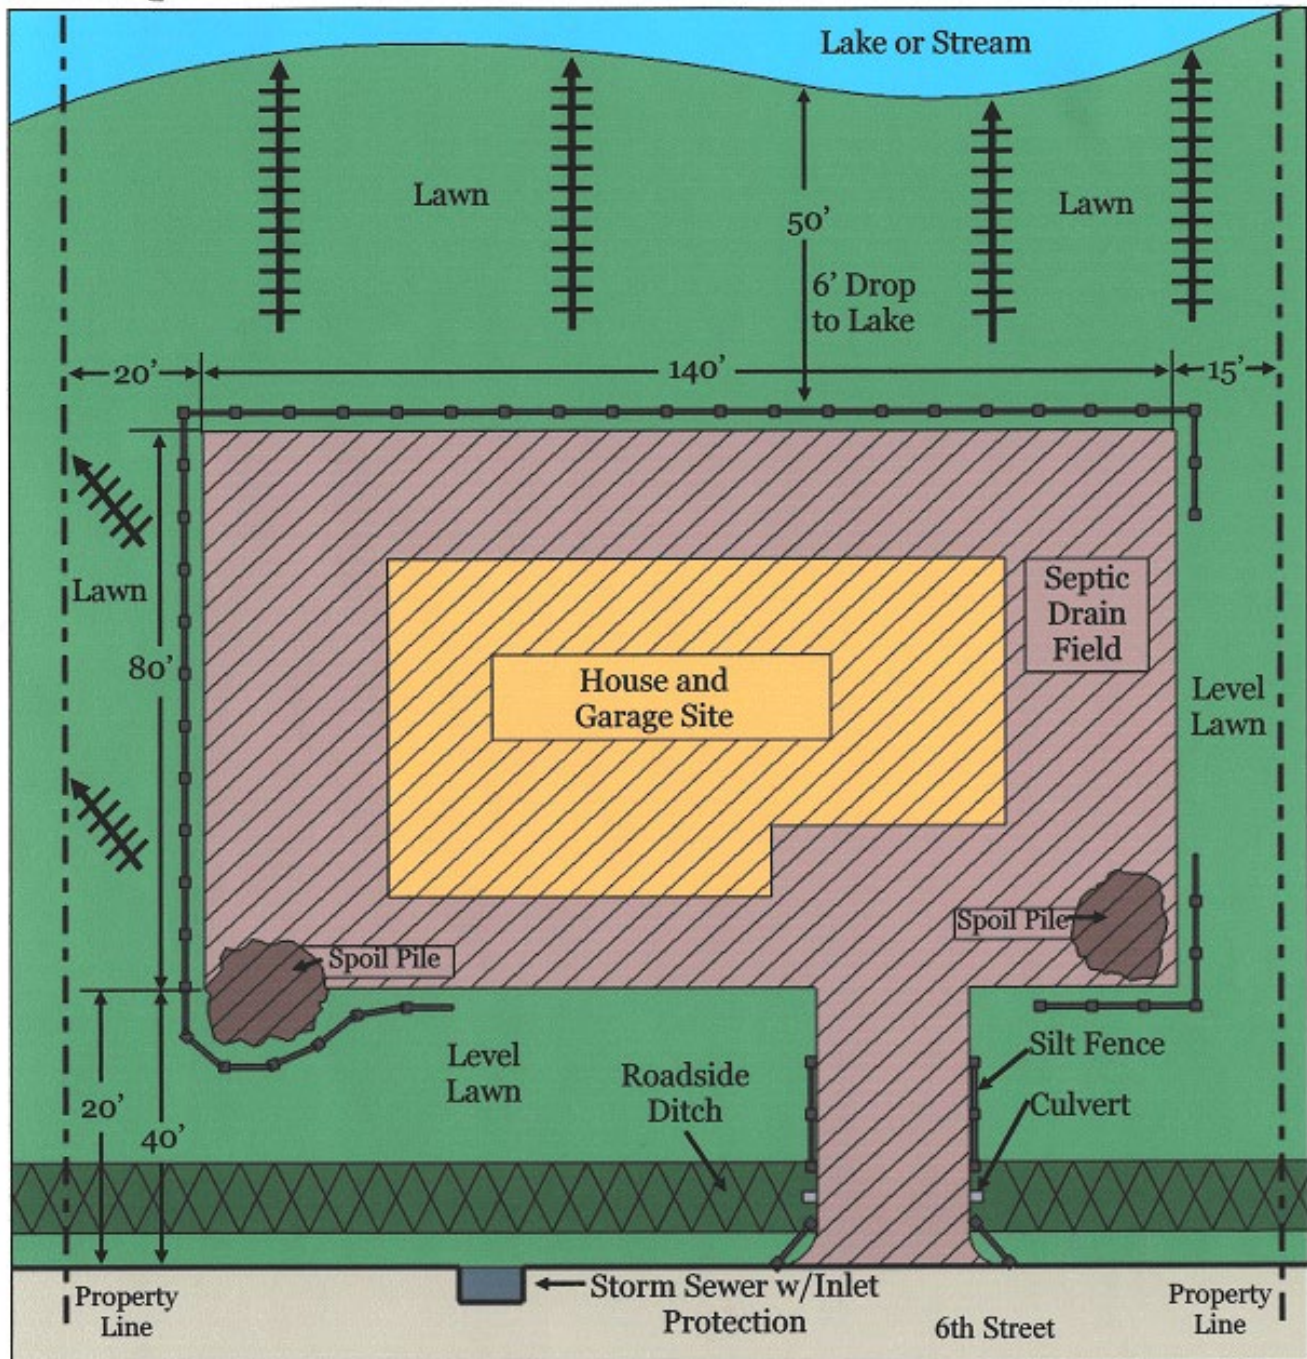 Lake or Stream
Lawn
Lawn
50’
6’ Drop
to Lake
20’
140’
15’
Lawn
80’
Septic
Drain
Field
House and
Garage Site
Level
Lawn
Spoil Pile
Spoil Pile
Level
Lawn
Roadside
Ditch
Silt Fence
Culvert
20’
40’
Property
Line
Storm Sewer w/Inlet
Protection
6th Street
Property
Line